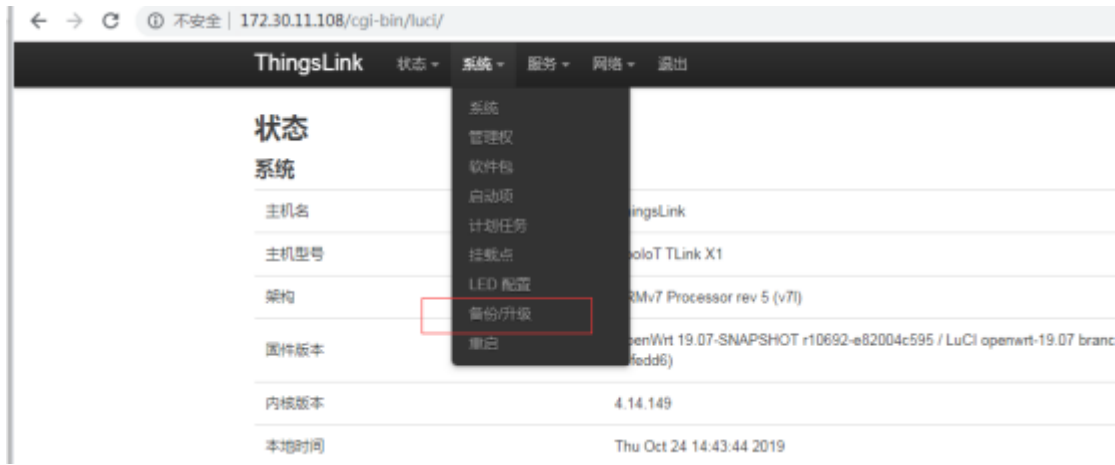 不安全 | 172.30.11.108/cgi-bin/luci/
ThingsLink 状态 系统 服务 网络 退出
系统
管理权
软件包
启动项
计划任务
挂载点
LED 配置
备份/升级
重启
状态
系统
主机名 ingsLink
主机型号 oloT TLink X1
架构 RMv7 Processor rev 5 (v7l)
固件版本 penWrt 19.07-SNAPSHOT r10692-e82004c595 / LuCI openwrt-19.07 branc
fedd6)
内核版本 4.14.149
本地时间 Thu Oct 24 14:43:44 2019